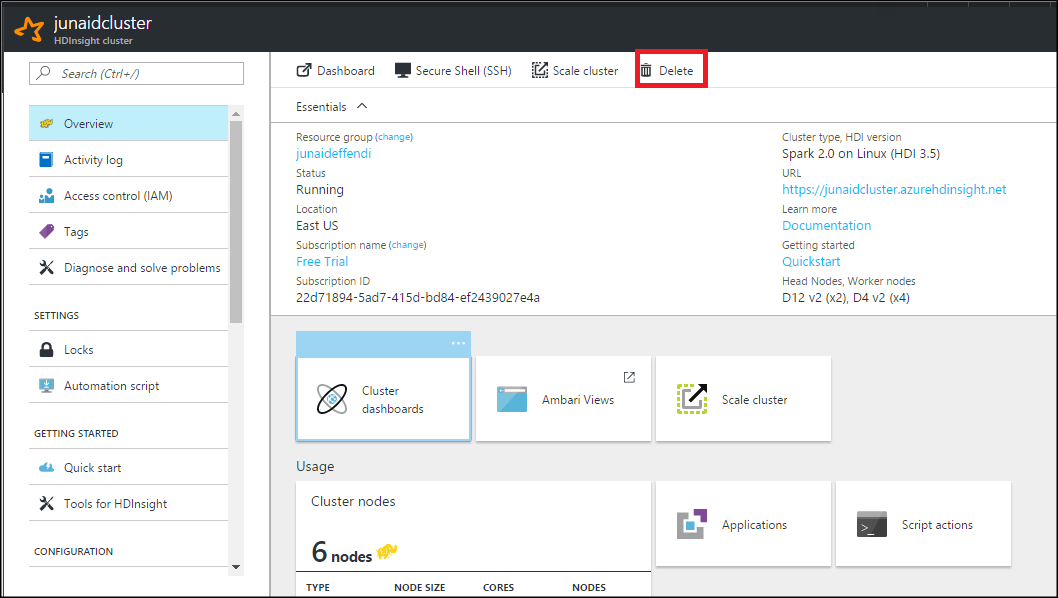 junaidcluster
HDInsight cluster
Search (Ctrl+/)
Overview
Activity log
Access control (IAM)
Tags
Diagnose and solve problems
SETTINGS
Locks
Automation script
GETTING STARTED
Quick start
Tools for HDInsight
CONFIGURATION
Dashboard Secure Shell (SSH) Scale cluster Delete
Essentials
Resource group (change)
junaideffendi
Status
Running
Location
East US
Subscription name (change)
Free Trial
Subscription ID
22d71894-5ad7-415d-bd84-ef2439027e4a
Cluster type, HDI version
Spark 2.0 on Linux (HDI 3.5)
URL
https://junaidcluster.azurehdinsight.net
Learn more
Documentation
Getting started
Quickstart
Head Nodes, Worker nodes
D12 v2 (x2), D4 v2 (x4)
Cluster
dashboards
Ambari Views
Scale cluster
Usage
Cluster nodes
6 nodes
TYPE NODE SIZE CORES NODES
Applications
>_
Script actions